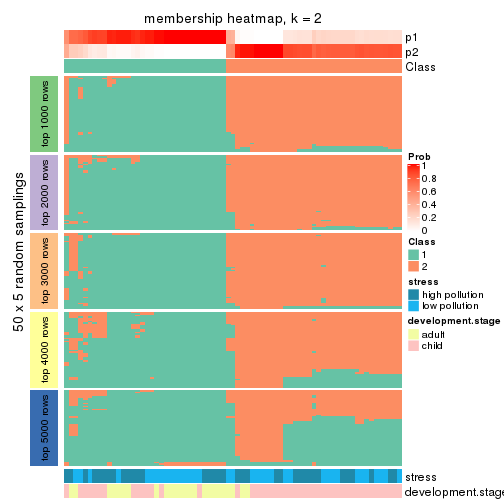 membership heatmap, k = 2
p1
p2
Class
50 x 5 random samplings
top 1000 rows
top 2000 rows
top 3000 rows
top 4000 rows
top 5000 rows
stress
development.stage
Prob
1
0.8
0.6
0.4
0.2
0
Class
1
2
stress
high pollution
low pollution
development.stage
adult
child